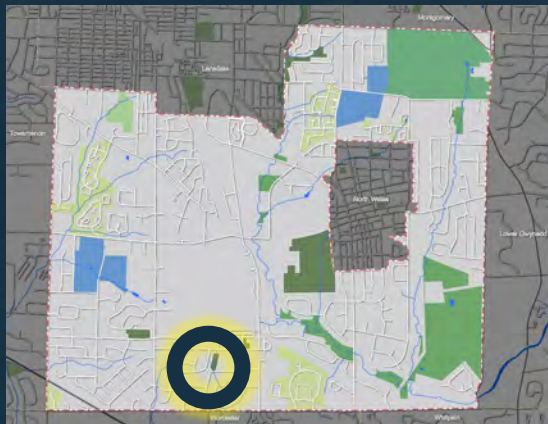 Montgomery
Lansdale
Towamencin
North Wales
Lower Gwynedd
Worcester
Whitpain